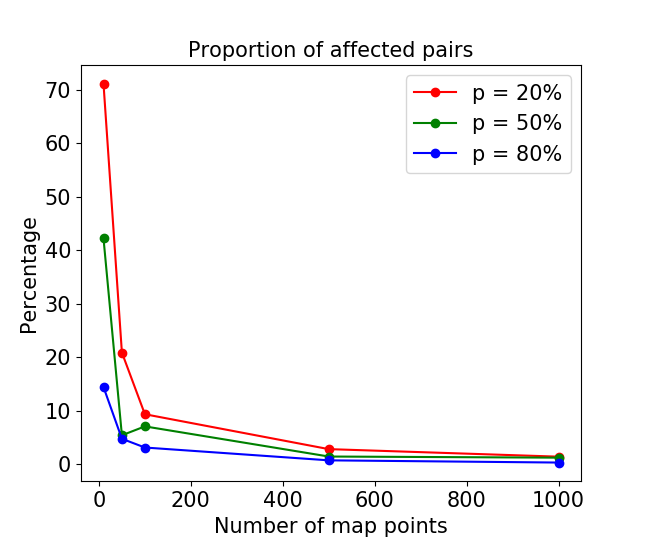 Proportion of affected pairs
p = 20%
p = 50%
p = 80%
Percentage
70
60
50
40
30
20
10
0
0 200 400 600 800 1000
Number of map points